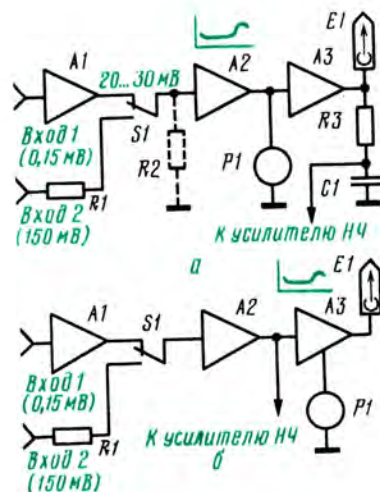 E1
A1
20...30 мВ
A2
A3
S1
R3
Вход 1
(0,15 мВ)
R2
P1
C1
Вход 2
(150 мВ)
R1
К усилителю НЧ
а
E1
A1
S1
A2
A3
Вход 1
(0,15 мВ)
P1
R1
К усилителю НЧ
Вход 2
(150 мВ)
б